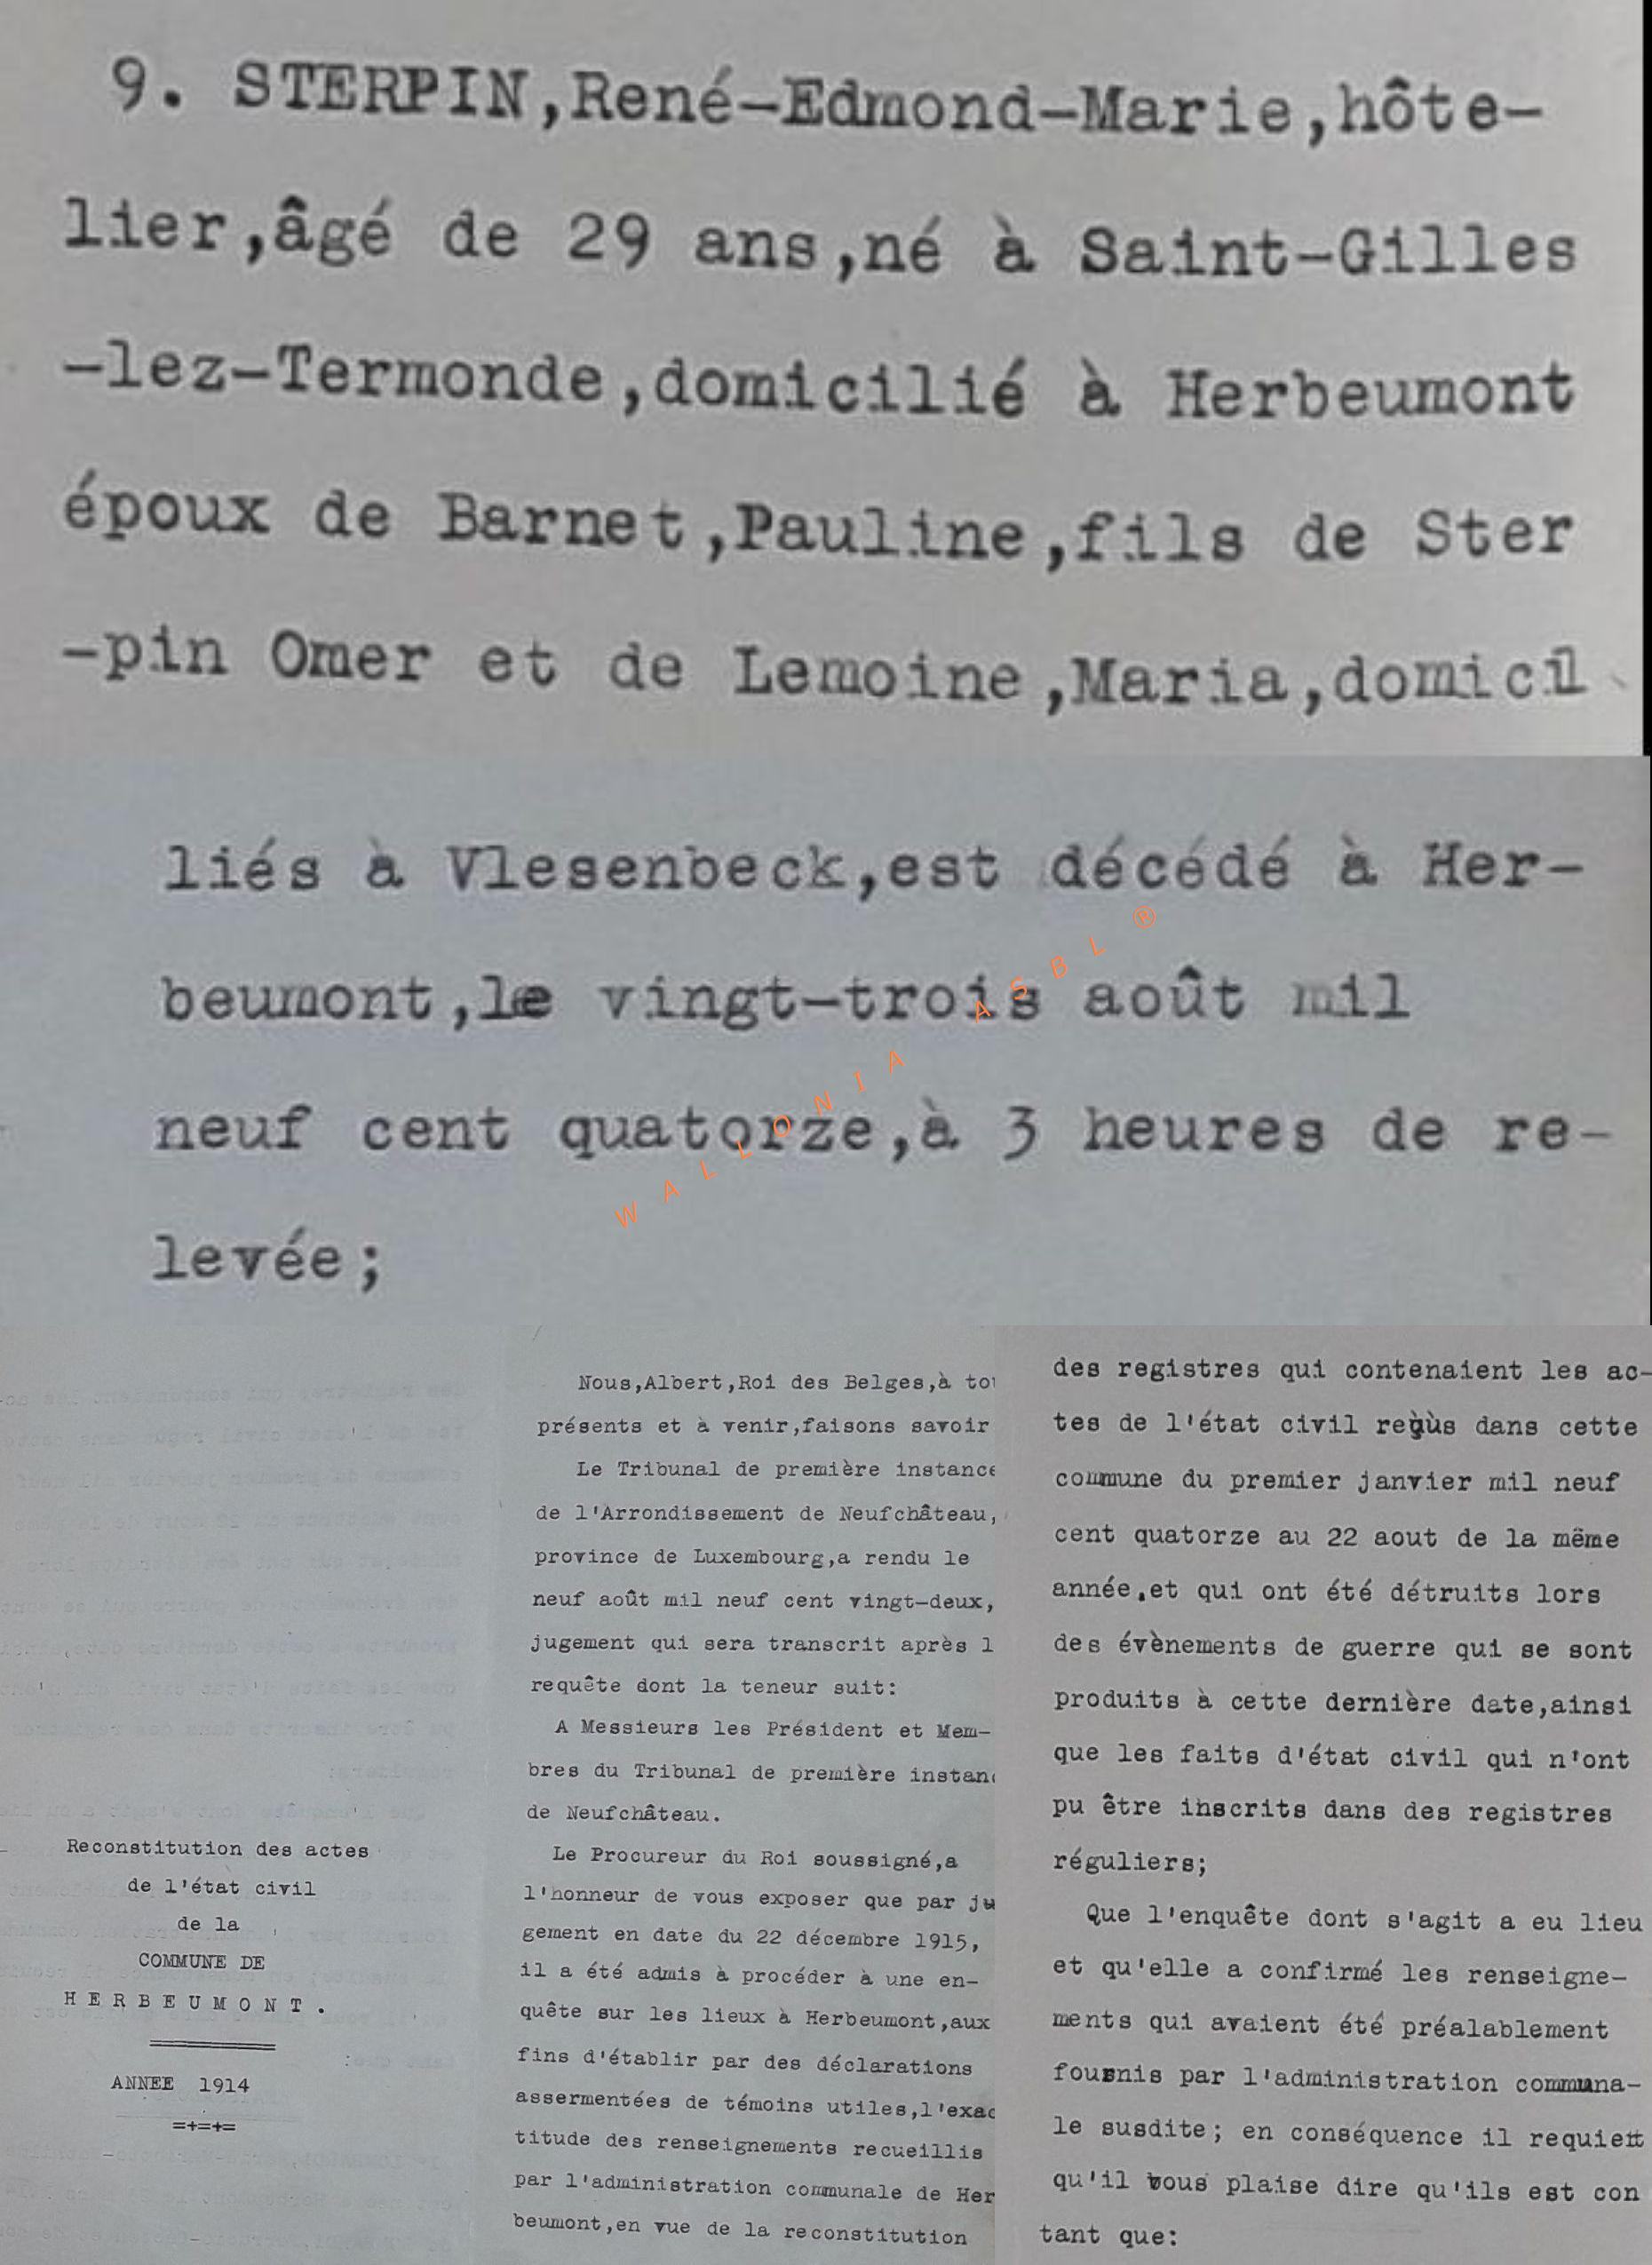 9. STERPIN,René-Edmond-Marie,hôte-
lier,âgé de 29 ans,né à Saint-Gilles
-lez-Termonde,domicilié à Herbeumont
époux de Barnet,Pauline,fils de Ster
-pin Omer et de Lemoine,Maria,domicil
liés à Vlesenbeck,est décédé à Her-
beumont,le vingt-trois août mil
neuf cent quatorze,à 3 heures de re-
levée;
WALLONIA ASBL ®
Reconstitution des actes
de l'état civil
de la
COMMUNE DE
HERBEUMONT.
ANNEE 1914
=+=+=
Nous,Albert,Roi des Belges,à
présents et à venir,faisons savoir
Le Tribunal de première instance
de l'Arrondissement de Neufchâteau,
province de Luxembourg,a rendu le
neuf août mil neuf cent vingt-deux,
jugement qui sera transcrit après l
requête dont la teneur suit:
A Messieurs les Président et Mem-
bres du Tribunal de première instan
de Neufchâteau.
Le Procureur du Roi soussigné,a
l'honneur de vous exposer que par ju
gement en date du 22 décembre 1915,
il a été admis à procéder à une en-
quête sur les lieux à Herbeumont,aux
fins d'établir par des déclarations
assermentées de témoins utiles,l'exac
titude des renseignements recueillis
par l'administration communale de Her
beumont,en vue de la reconstitution
des registres qui contenaient les ac-
tes de l'état civil reçùs dans cette
commune du premier janvier mil neuf
cent quatorze au 22 aout de la même
année,et qui ont été détruits lors
des évènements de guerre qui se sont
produits à cette dernière date,ainsi
que les faits d'état civil qui n'ont
pu être inscrits dans des registres
réguliers;
Que l'enquête dont s'agit a eu lieu
et qu'elle a confirmé les renseigne-
ments qui avaient été préalablement
fournis par l'administration communa-
le susdite; en conséquence il requiert
qu'il vous plaise dire qu'ils est con
tant que: